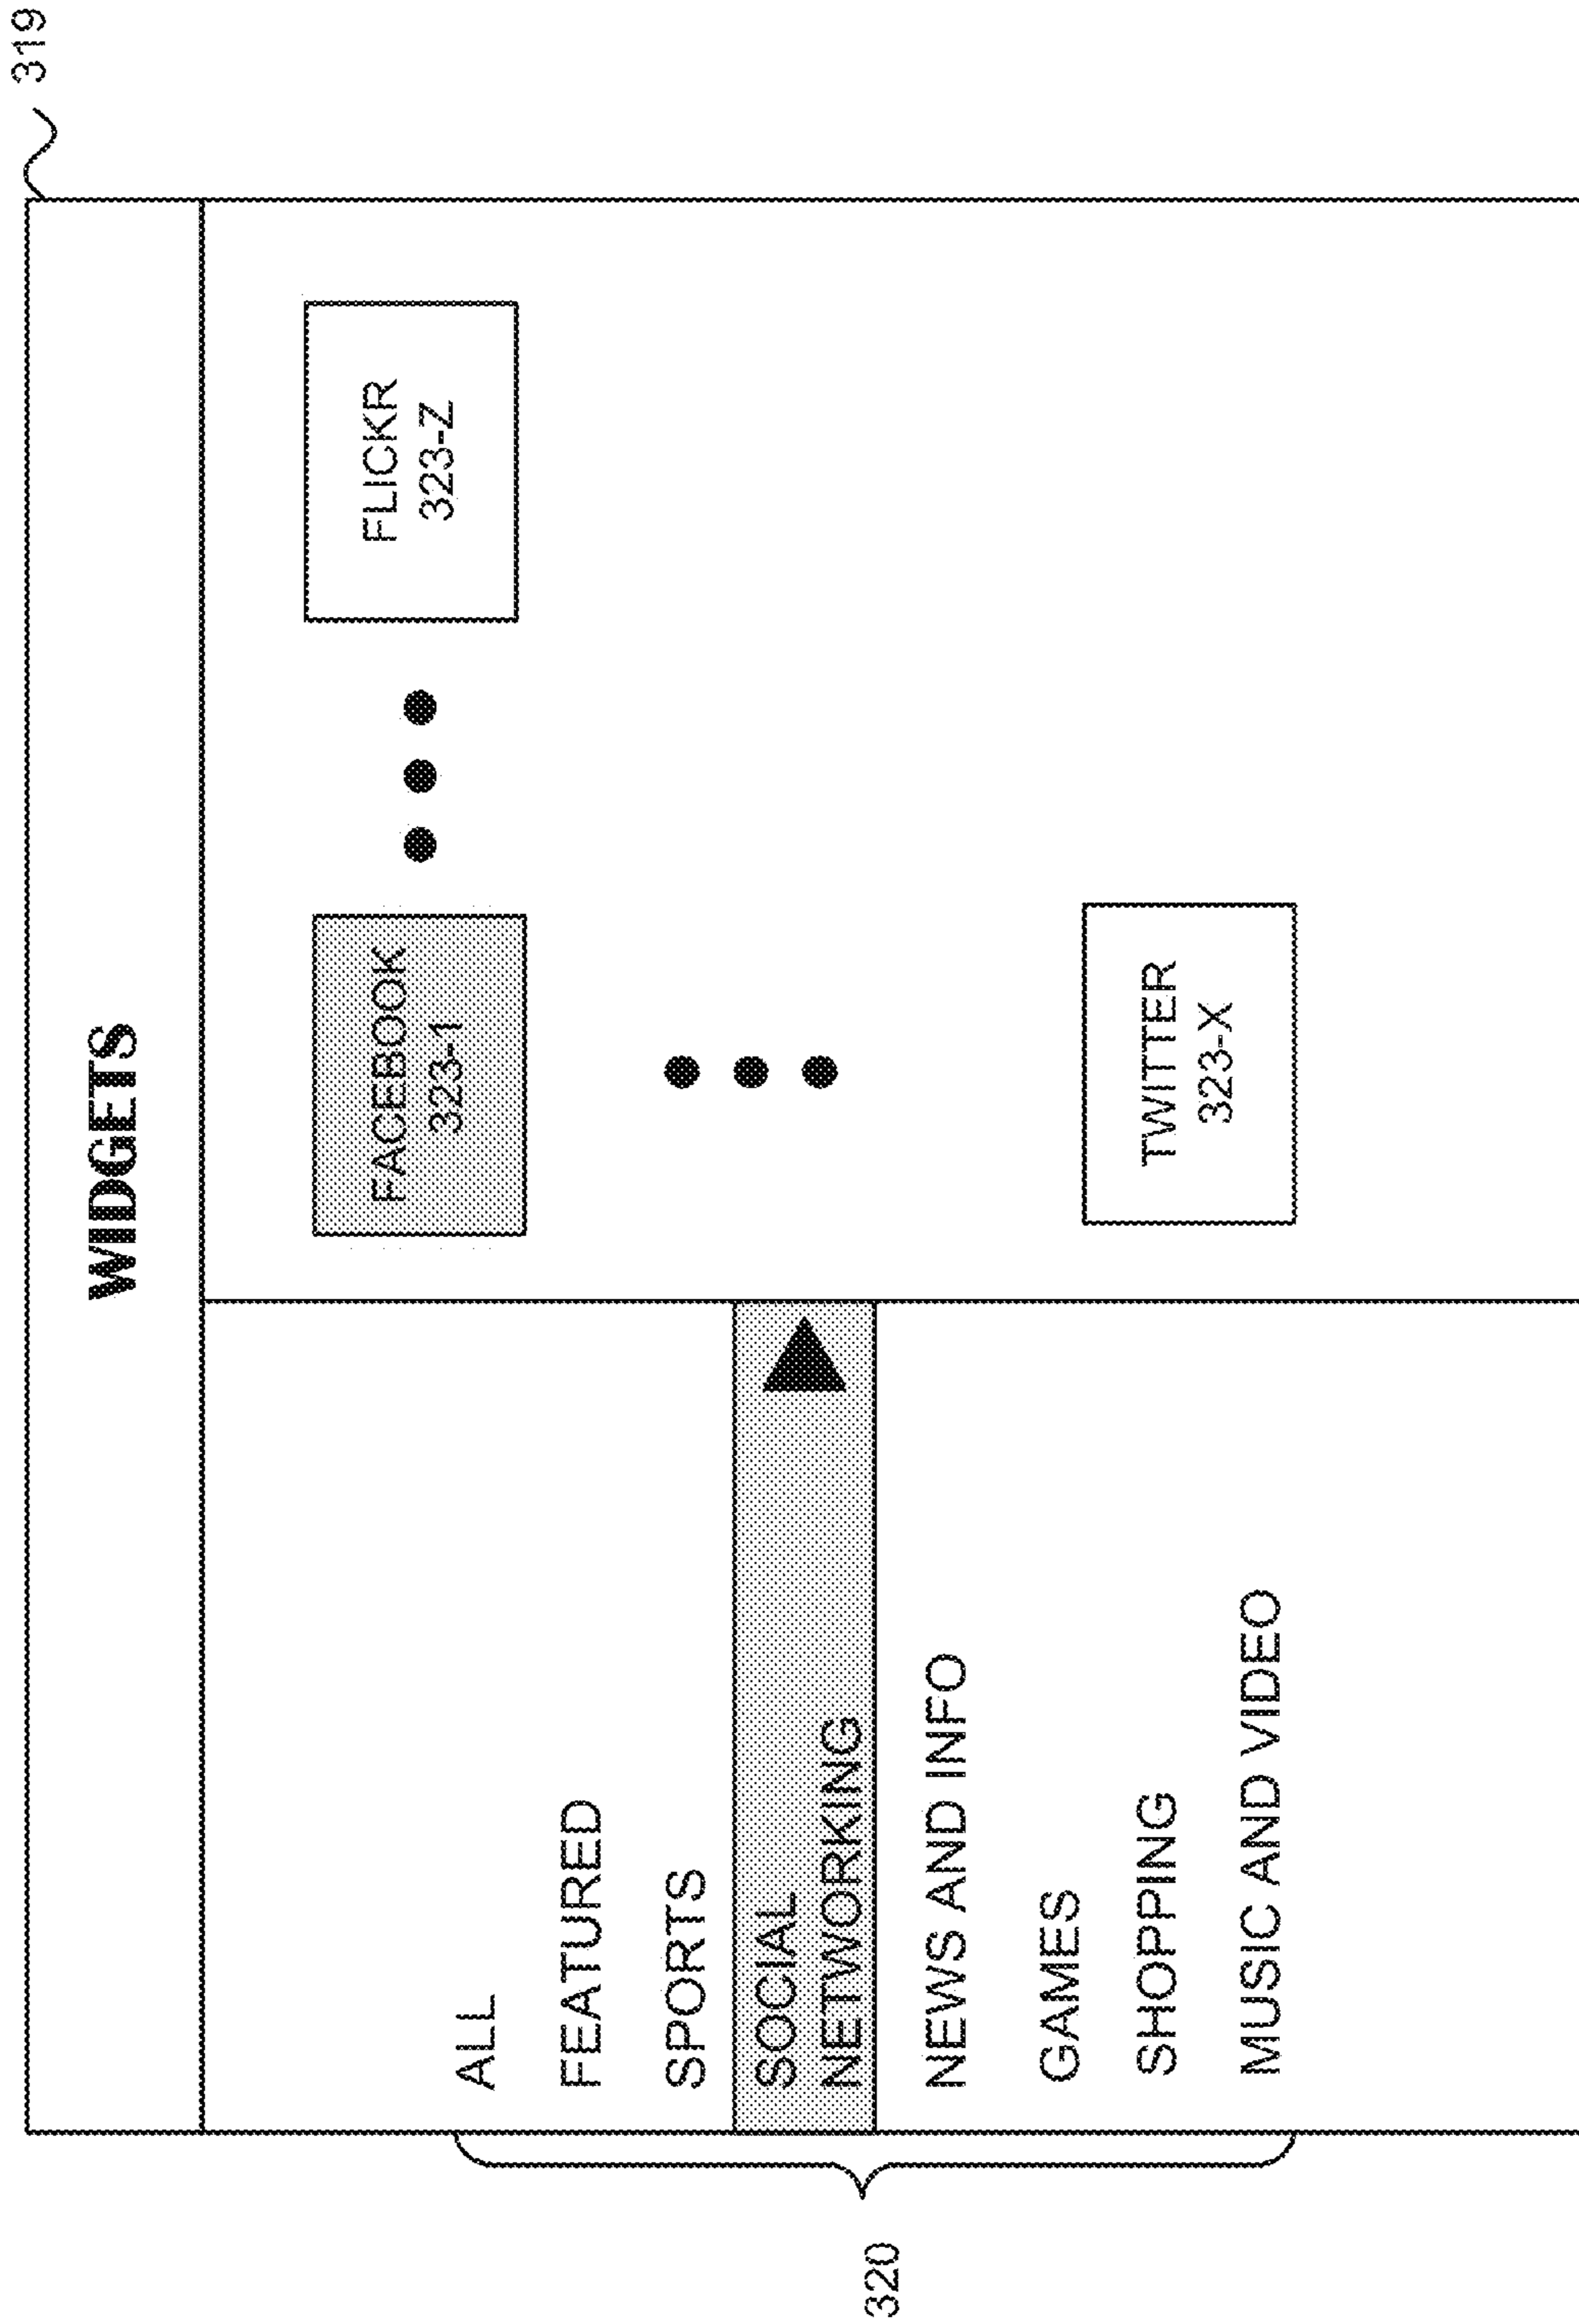 319
WIDGETS
320
ALL
FEATURED
SPORTS
SOCIAL
NETWORKING
NEWS AND INFO
GAMES
SHOPPING
MUSIC AND VIDEO
FACEBOOK
323-1
FLICKR
323-Z
TWITTER
323-X